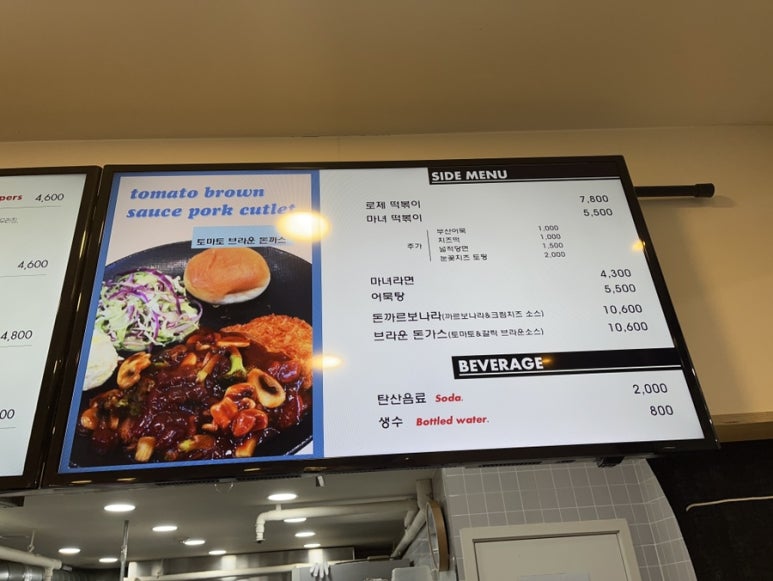 pers 4,600
4,600
4,800
00
tomato brown
sauce pork cutlet
토마토 브라운 돈까스
SIDE MENU
로제 떡볶이 7,800
마녀 떡볶이 5,500
추가
부산어묵 1,000
치즈떡 1,000
넓적당면 1,500
눈꽃치즈 토핑 2,000
마녀라면 4,300
어묵탕 5,500
돈까르보나라(까르보나라&크림치즈 소스) 10,600
브라운 돈가스(토마토&갈릭 브라운소스) 10,600
BEVERAGE
탄산음료 Soda. 2,000
생수 Bottled water. 800